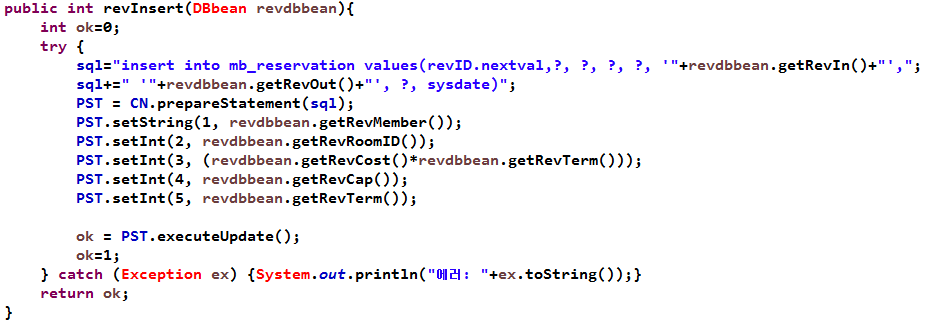 public int revInsert(DBbean revdbbean){
    int ok=0;
    try {
        sql="insert into mb_reservation values(revID.nextval,?, ?, ?, ?, '"+revdbbean.getRevIn()+"',";
        sql+=" '"+revdbbean.getRevOut()+"', ?, sysdate)";
        PST = CN.prepareStatement(sql);
        PST.setString(1, revdbbean.getRevMember());
        PST.setInt(2, revdbbean.getRevRoomID());
        PST.setInt(3, (revdbbean.getRevCost()*revdbbean.getRevTerm()));
        PST.setInt(4, revdbbean.getRevCap());
        PST.setInt(5, revdbbean.getRevTerm());

        ok = PST.executeUpdate();
        ok=1;
    } catch (Exception ex) {System.out.println("에러: "+ex.toString());}
    return ok;
}